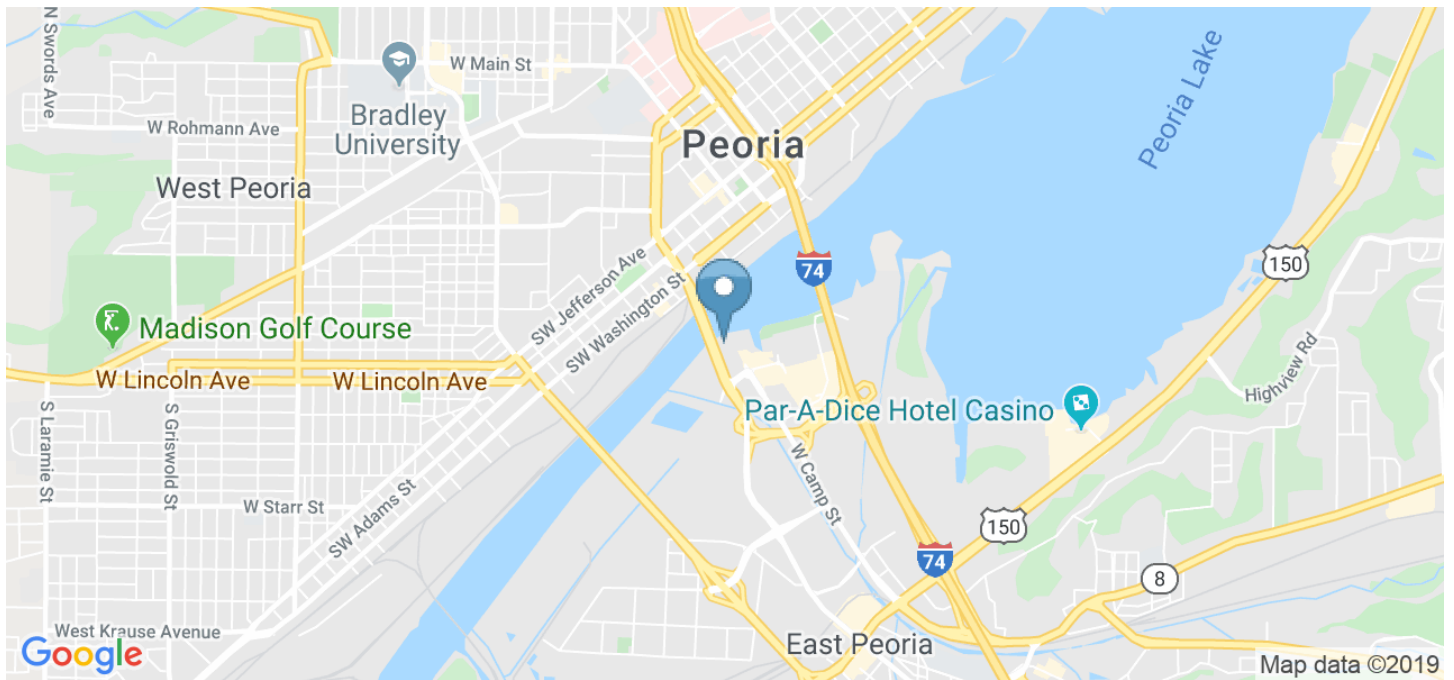 N Swords Ave
W Main St
Bradley
University
W Rohmann Ave
Peoria
Peoria Lake
West Peoria
150
74
SW Jefferson Ave
SW Washington St
Madison Golf Course
W Lincoln Ave
W Lincoln Ave
Highview Rd
Par-A-Dice Hotel Casino
S Laramie St
S Griswold St
W Camp St
W Starr St
SW Adams St
150
74
8
West Krause Avenue
East Peoria
Google
Map data ©2019